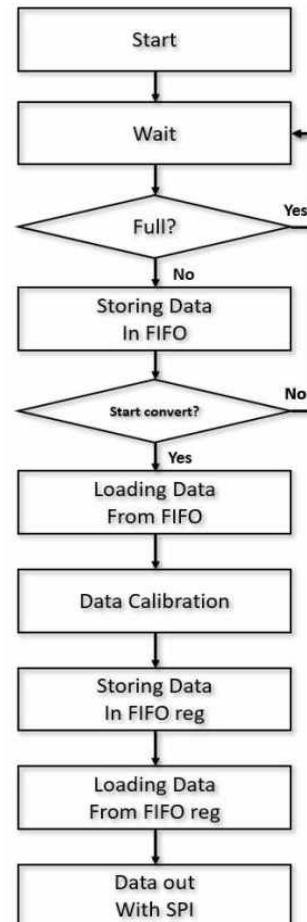 Start
Wait
Full?
Yes
No
Storing Data
In FIFO
Start convert?
No
Yes
Loading Data
From FIFO
Data Calibration
Storing Data
In FIFO reg
Loading Data
From FIFO reg
Data out
With SPI